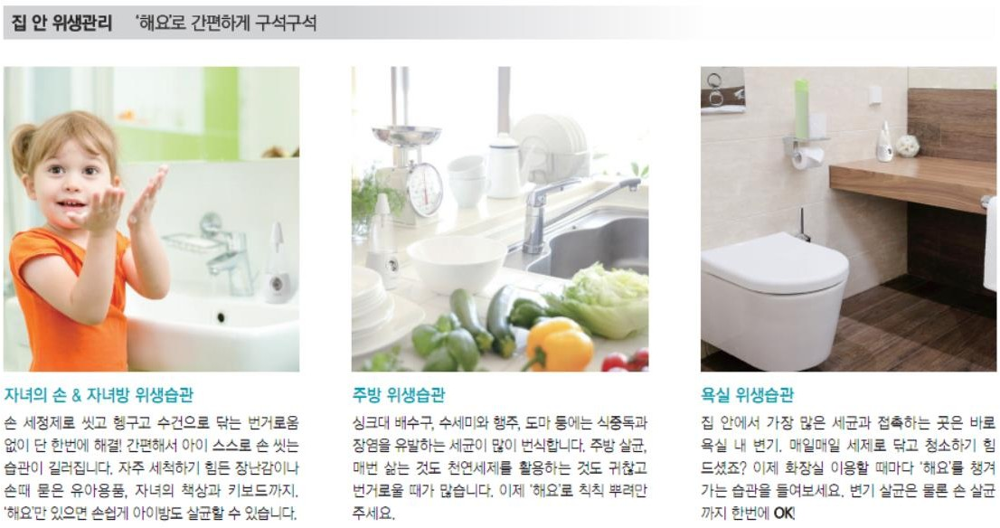 집 안 위생관리 '해요'로 간편하게 구석구석
자녀의 손 & 자녀방 위생습관
손 세정제로 씻고 헹구고 수건으로 닦는 번거로움
없이 단 한번에 해결! 간편해서 아이 스스로 손 씻는
습관이 길러집니다. 자주 세척하기 힘든 장난감이나
손때 묻은 유아용품, 자녀의 책상과 키보드까지.
'해요'만 있으면 손쉽게 아이방도 살균할 수 있습니다.
주방 위생습관
싱크대 배수구, 수세미와 행주, 도마 등에는 식중독과
장염을 유발하는 세균이 많이 번식합니다. 주방 살균,
매번 삶는 것도 천연세제를 활용하는 것도 귀찮고
번거로울 때가 많습니다. 이제 '해요'로 칙칙 뿌려만
주세요.
욕실 위생습관
집 안에서 가장 많은 세균과 접촉하는 곳은 바로
욕실 내 변기. 매일매일 세제로 닦고 청소하기 힘
드셨죠? 이제 화장실 이용할 때마다 '해요'를 챙겨
가는 습관을 들여보세요. 변기 살균은 물론 손 살균
까지 한번에 OK!